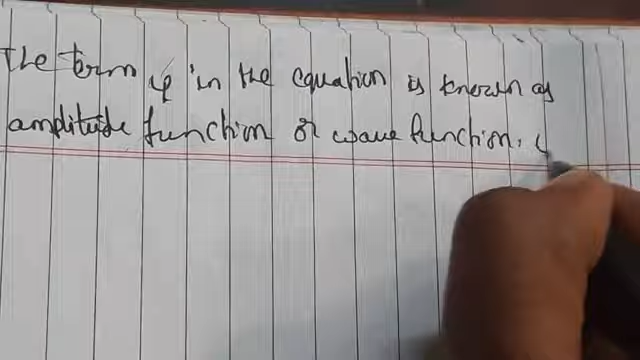 The term ψ in the equation is known as
amplitude function or wave function.